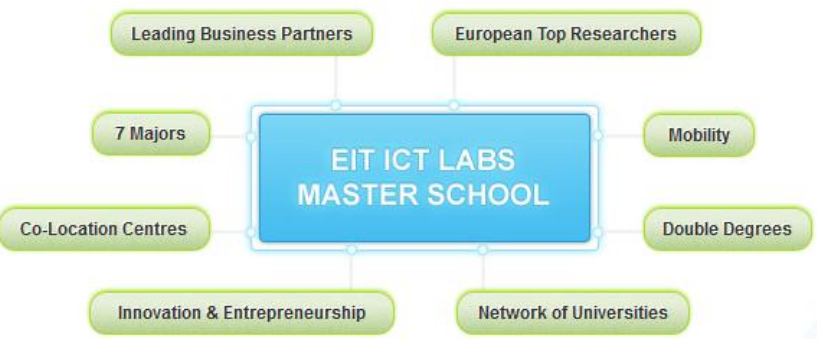 Leading Business Partners
European Top Researchers
7 Majors
Mobility
EIT ICT LABS
MASTER SCHOOL
Co-Location Centres
Double Degrees
Innovation & Entrepreneurship
Network of Universities